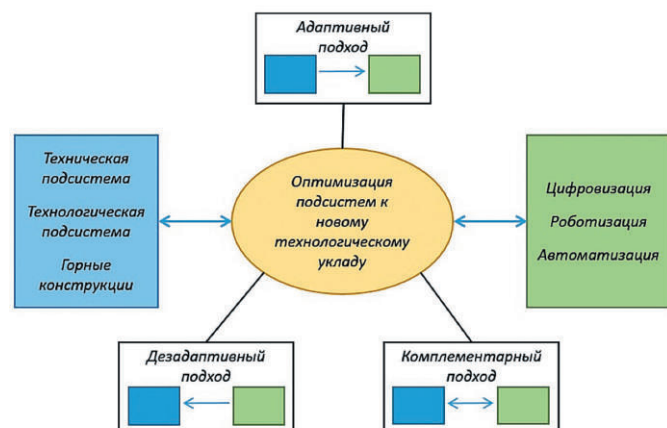 Адаптивный
подход
Техническая
подсистема
Технологическая
подсистема
Горные
конструкции
Оптимизация
подсистем к
новому
технологическому
укладу
Цифровизация
Роботизация
Автоматизация
Дезадаптивный
подход
Комплементарный
подход